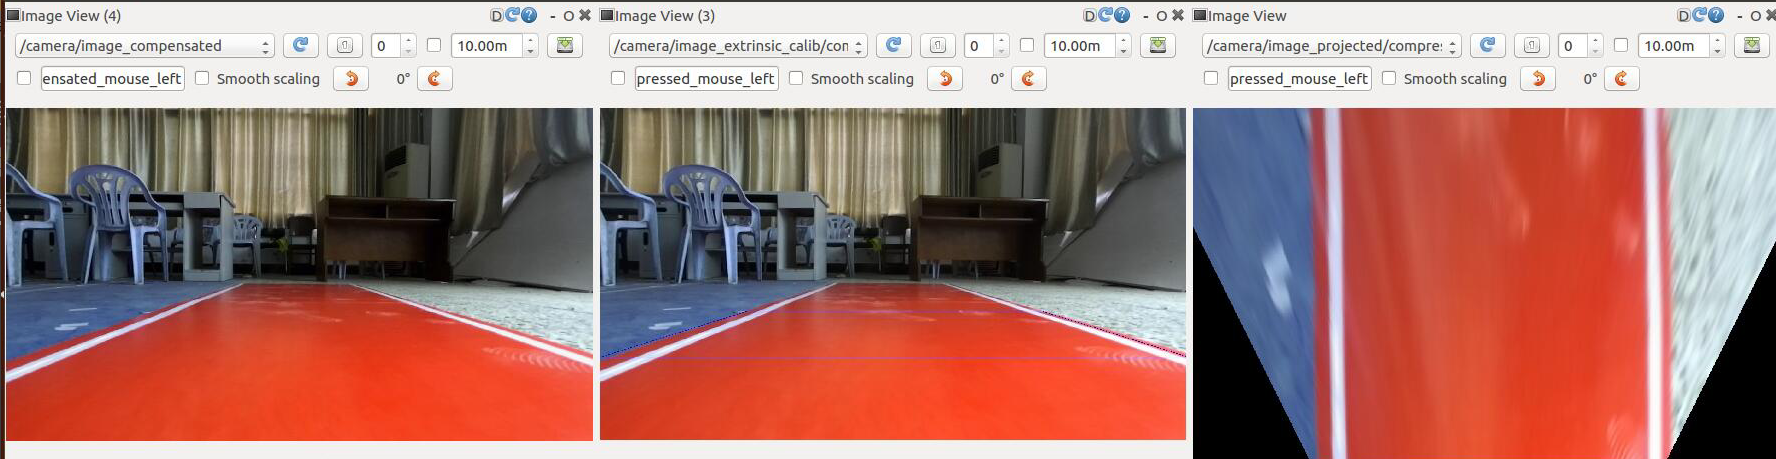 Image View (4)
D
- O
/camera/image_compensated
0
10.00m
ensated_mouse_left
Smooth scaling
0°
Image View (3)
D
- O
/camera/image_extrinsic_calib/con
0
10.00m
pressed_mouse_left
Smooth scaling
0°
Image View
D
- O
/camera/image_projected/compres
0
10.00m
pressed_mouse_left
Smooth scaling
0°